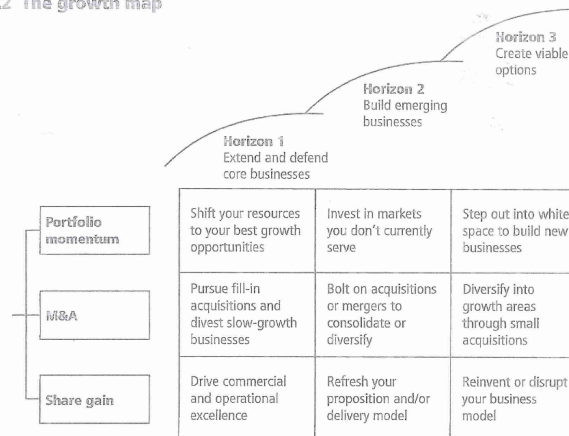 .2 The growth map
Horizon 3
Create viable
options
Horizon 2
Build emerging
businesses
Horizon 1
Extend and defend
core businesses
Portfolio
momentum
Shift your resources
to your best growth
opportunities
Invest in markets
you don't currently
serve
Step out into white
space to build new
businesses
M&A
Pursue fill-in
acquisitions and
divest slow-growth
businesses
Bolt on acquisitions
or mergers to
consolidate or
diversify
Diversify into
growth areas
through small
acquisitions
Share gain
Drive commercial
and operational
excellence
Refresh your
proposition and/or
delivery model
Reinvent or disrupt
your business
model